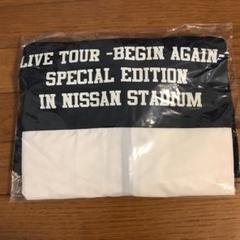 LIVE TOUR -BEGIN AGAIN-
SPECIAL EDITION
IN NISSAN STADIUM